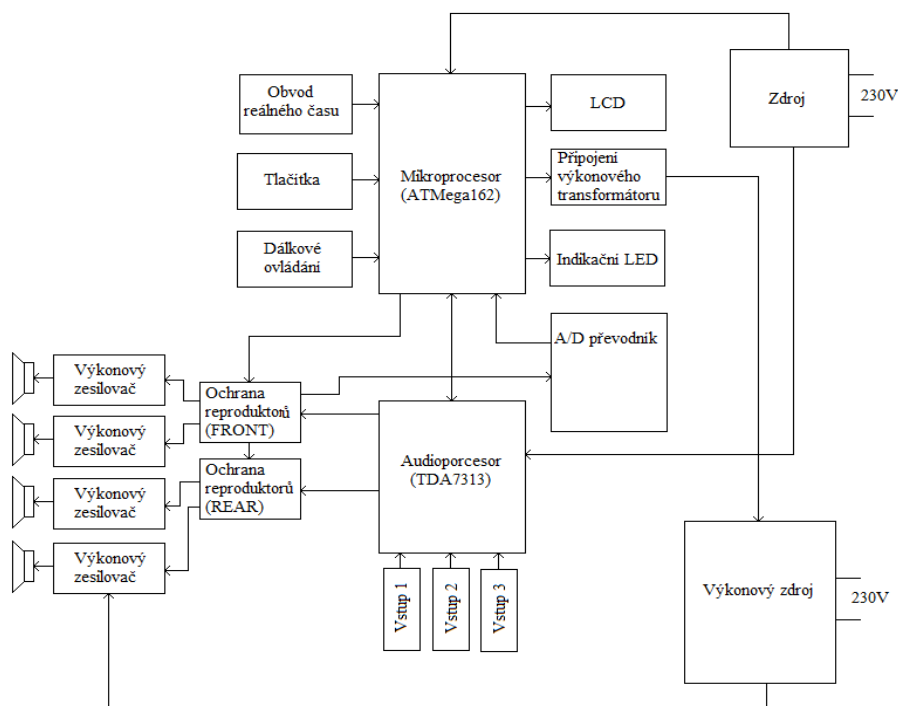 Obvod
reálného času
Tlačítka
Dálkové
ovládání
Mikroprocesor
(ATMega162)
LCD
Připojení
výkonového
transformátoru
Indikační LED
A/D převodník
Zdroj
230V
Výkonový
zesilovač
Výkonový
zesilovač
Výkonový
zesilovač
Výkonový
zesilovač
Ochrana
reproduktorů
(FRONT)
Ochrana
reproduktorů
(REAR)
Audioporcesor
(TDA7313)
Vstup 1
Vstup 2
Vstup 3
Výkonový zdroj
230V